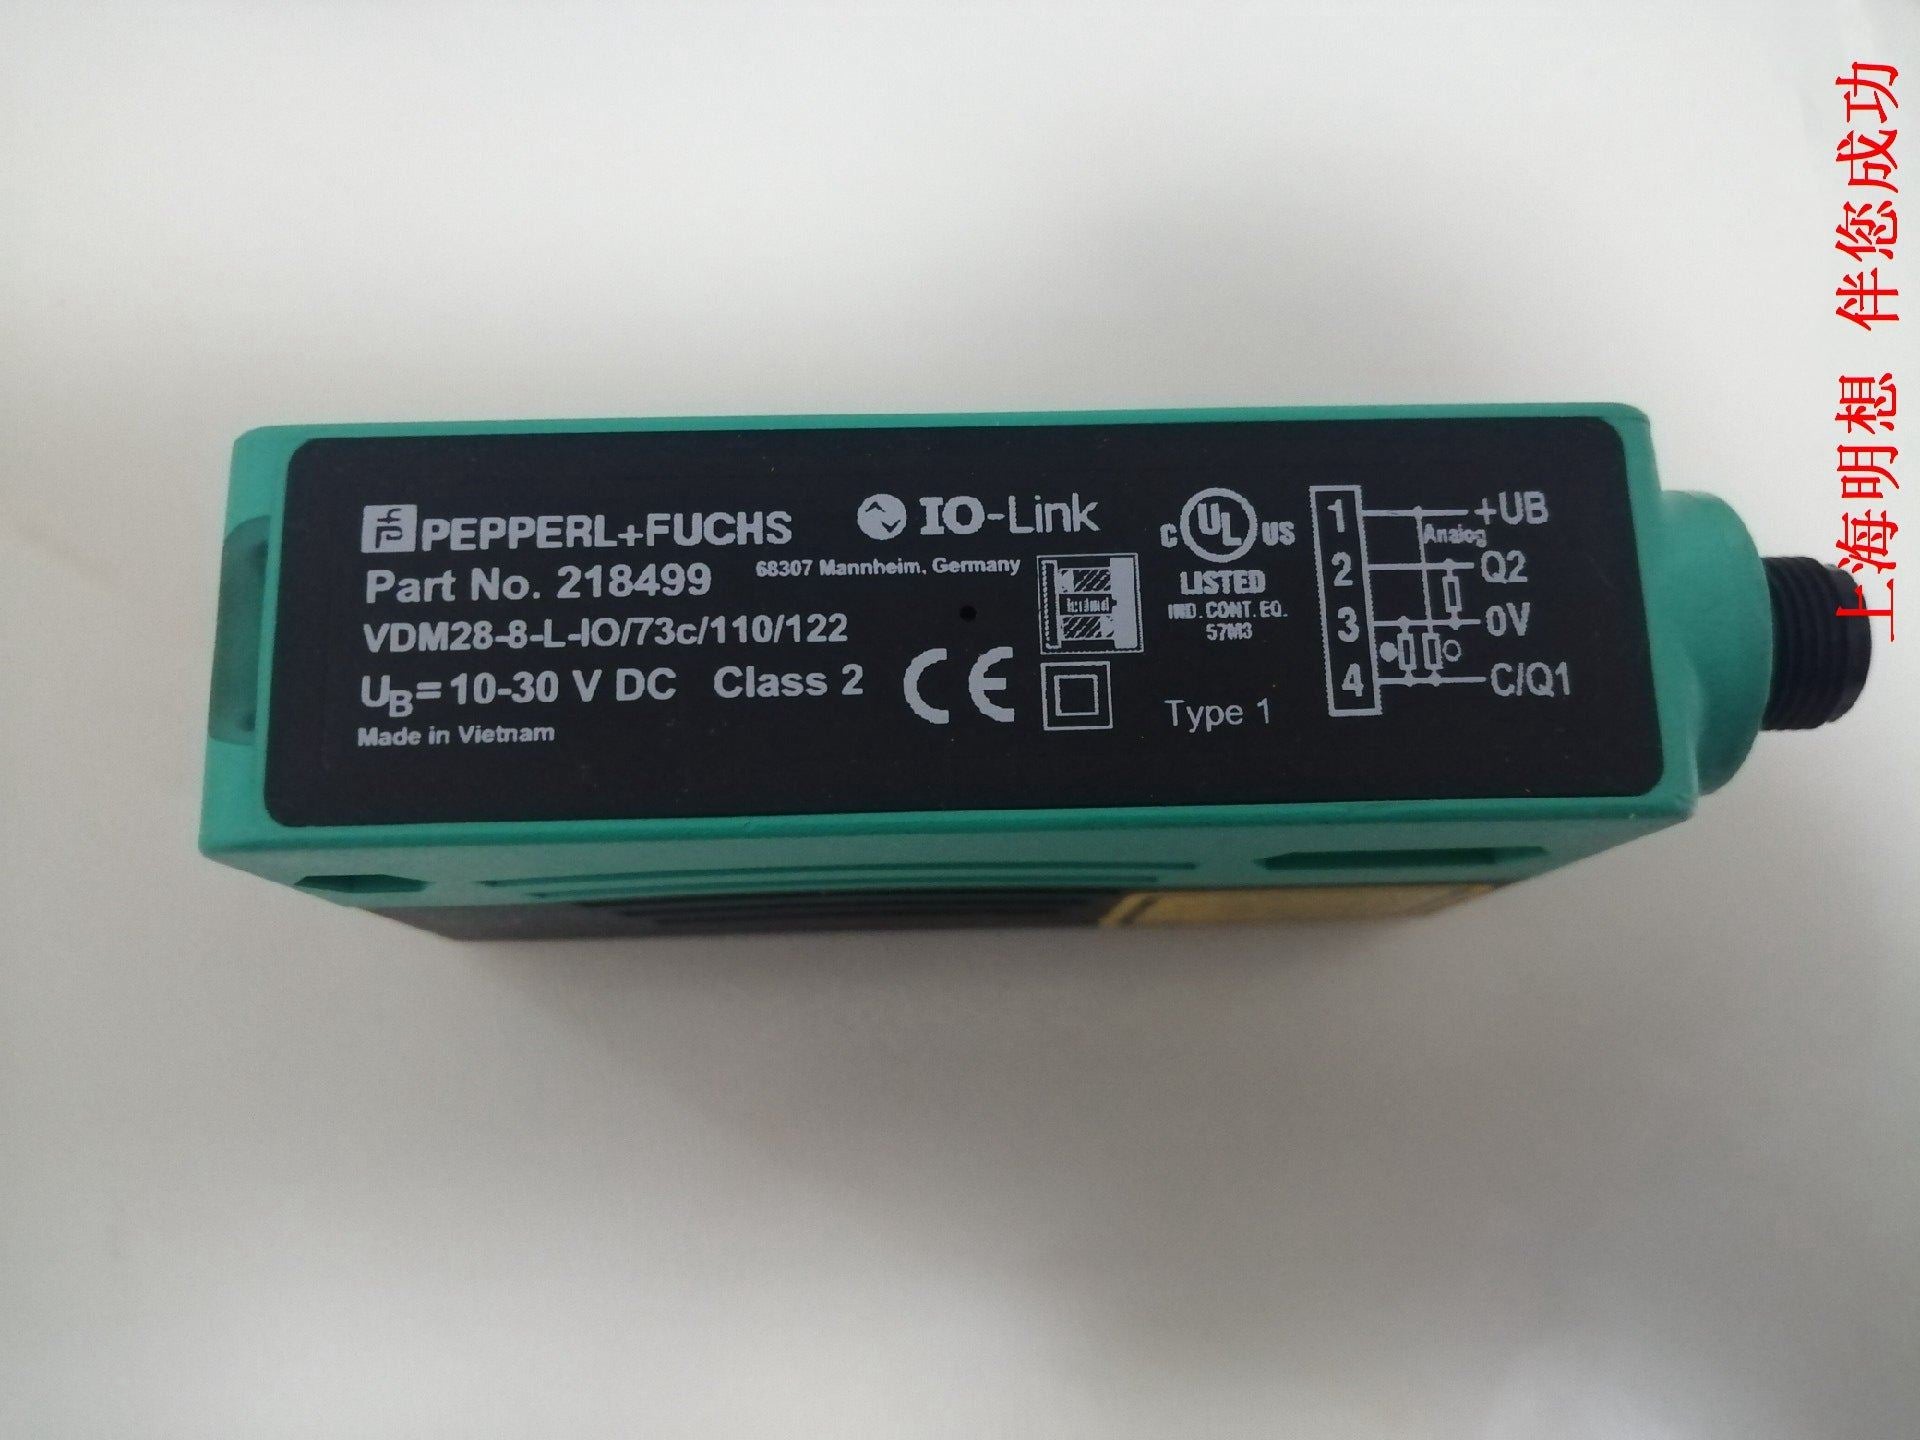 PEPPERL+FUCHS
IO-Link
Part No. 218499
68307 Mannheim, Germany
VDM28-8-L-IO/73c/110/122
UB=10-30 V DC Class 2
Made in Vietnam
CE
C UL US
LISTED
IND. CONT. EQ.
57M3
Type 1
1 +UB
Analog
2 Q2
3 0V
4 C/Q1
上海明想 伴您成功